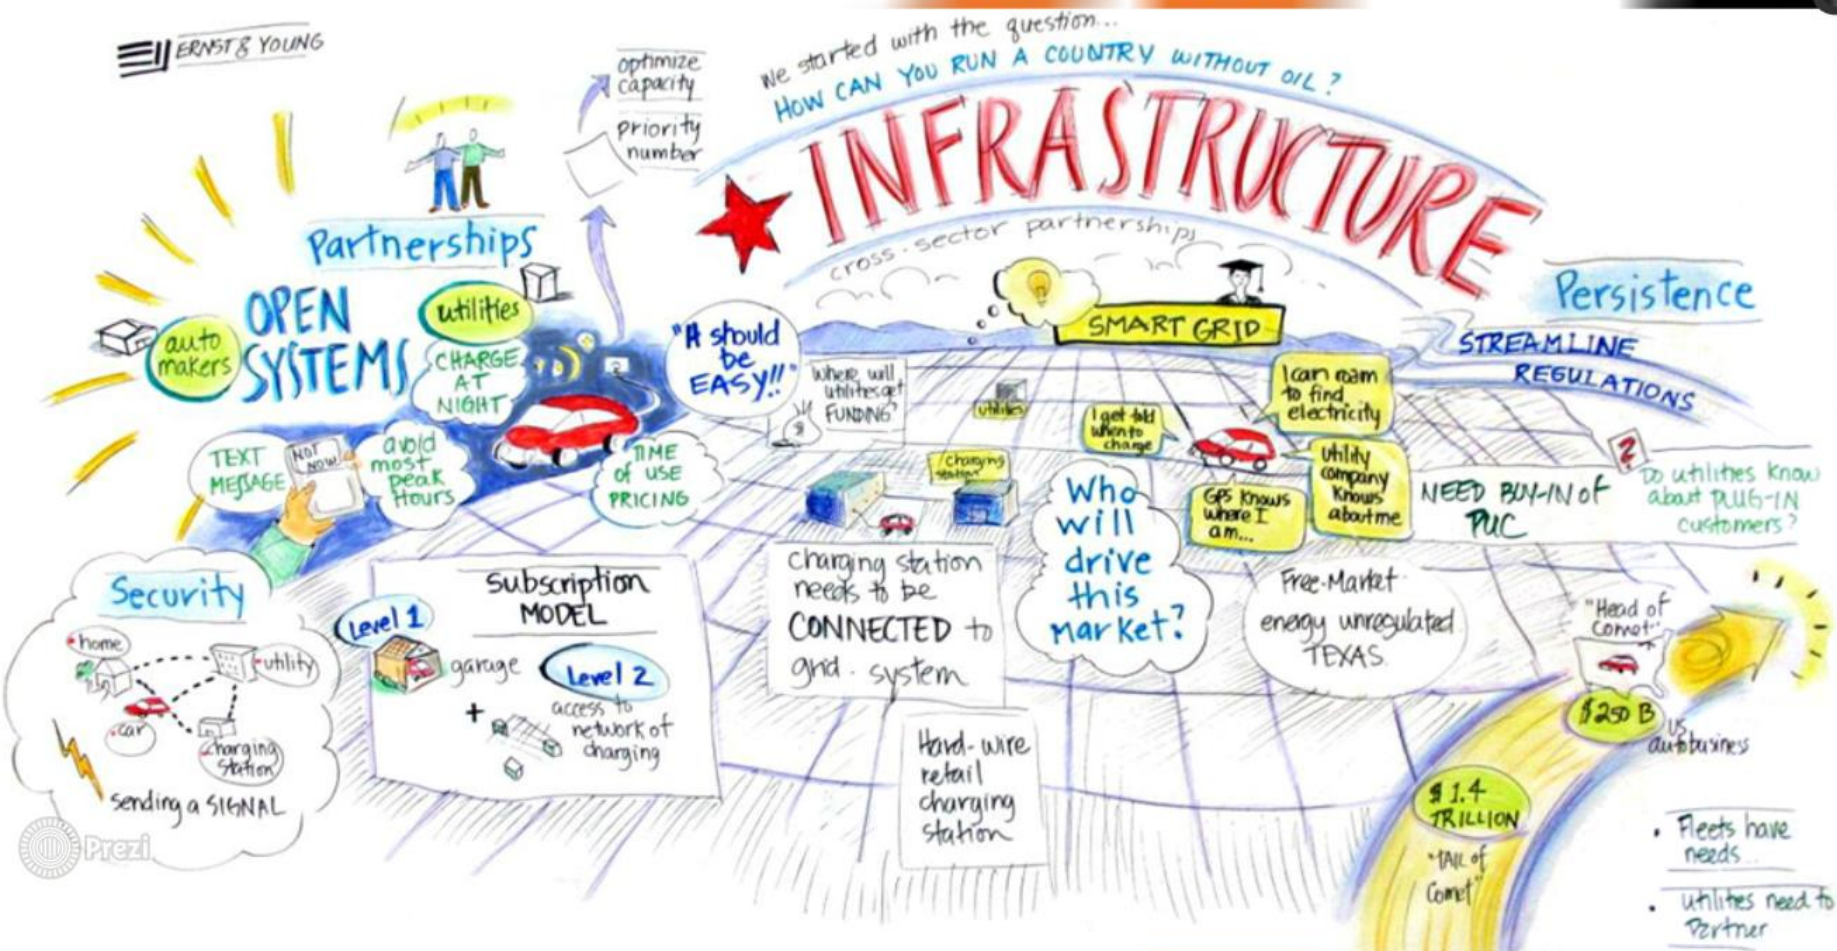 ERNST & YOUNG
optimize
capacity
priority
number
We started with the question...
HOW CAN YOU RUN A COUNTRY WITHOUT OIL?
INFRASTRUCTURE
cross-sector partnerships
Partnerships
OPEN
SYSTEMS
auto
makers
utilities
CHARGE
AT
NIGHT
"It should
be
EASY!!"
TEXT
MESSAGE
NOT
NOW
avoid
most
peak
Hours
TIME
of USE
PRICING
Where will
utilities get
FUNDING?
SMART GRID
utilities
I get told
when to
charge
I can roam
to find
electricity
Persistence
STREAMLINE
REGULATIONS
charging
station
GPS knows
where I
am...
Utility
company
knows
about me
NEED BUY-IN of
PUC
?
Do utilities know
about PLUG-IN
customers?
Security
home
utility
car
charging
station
sending a SIGNAL
Subscription
MODEL
Level 1
garage
Level 2
+
access to
network of
charging
Charging station
needs to be
CONNECTED to
grid. system
Who
will
drive
this
market?
Free-Market
energy unregulated
TEXAS
Hard-wire
retail
charging
station
"Head of
Comet"
$250 B
US
autobusiness
$1.4
TRILLION
"TAIL of
Comet"
• Fleets have
needs...
• utilities need to
Partner
Prezi